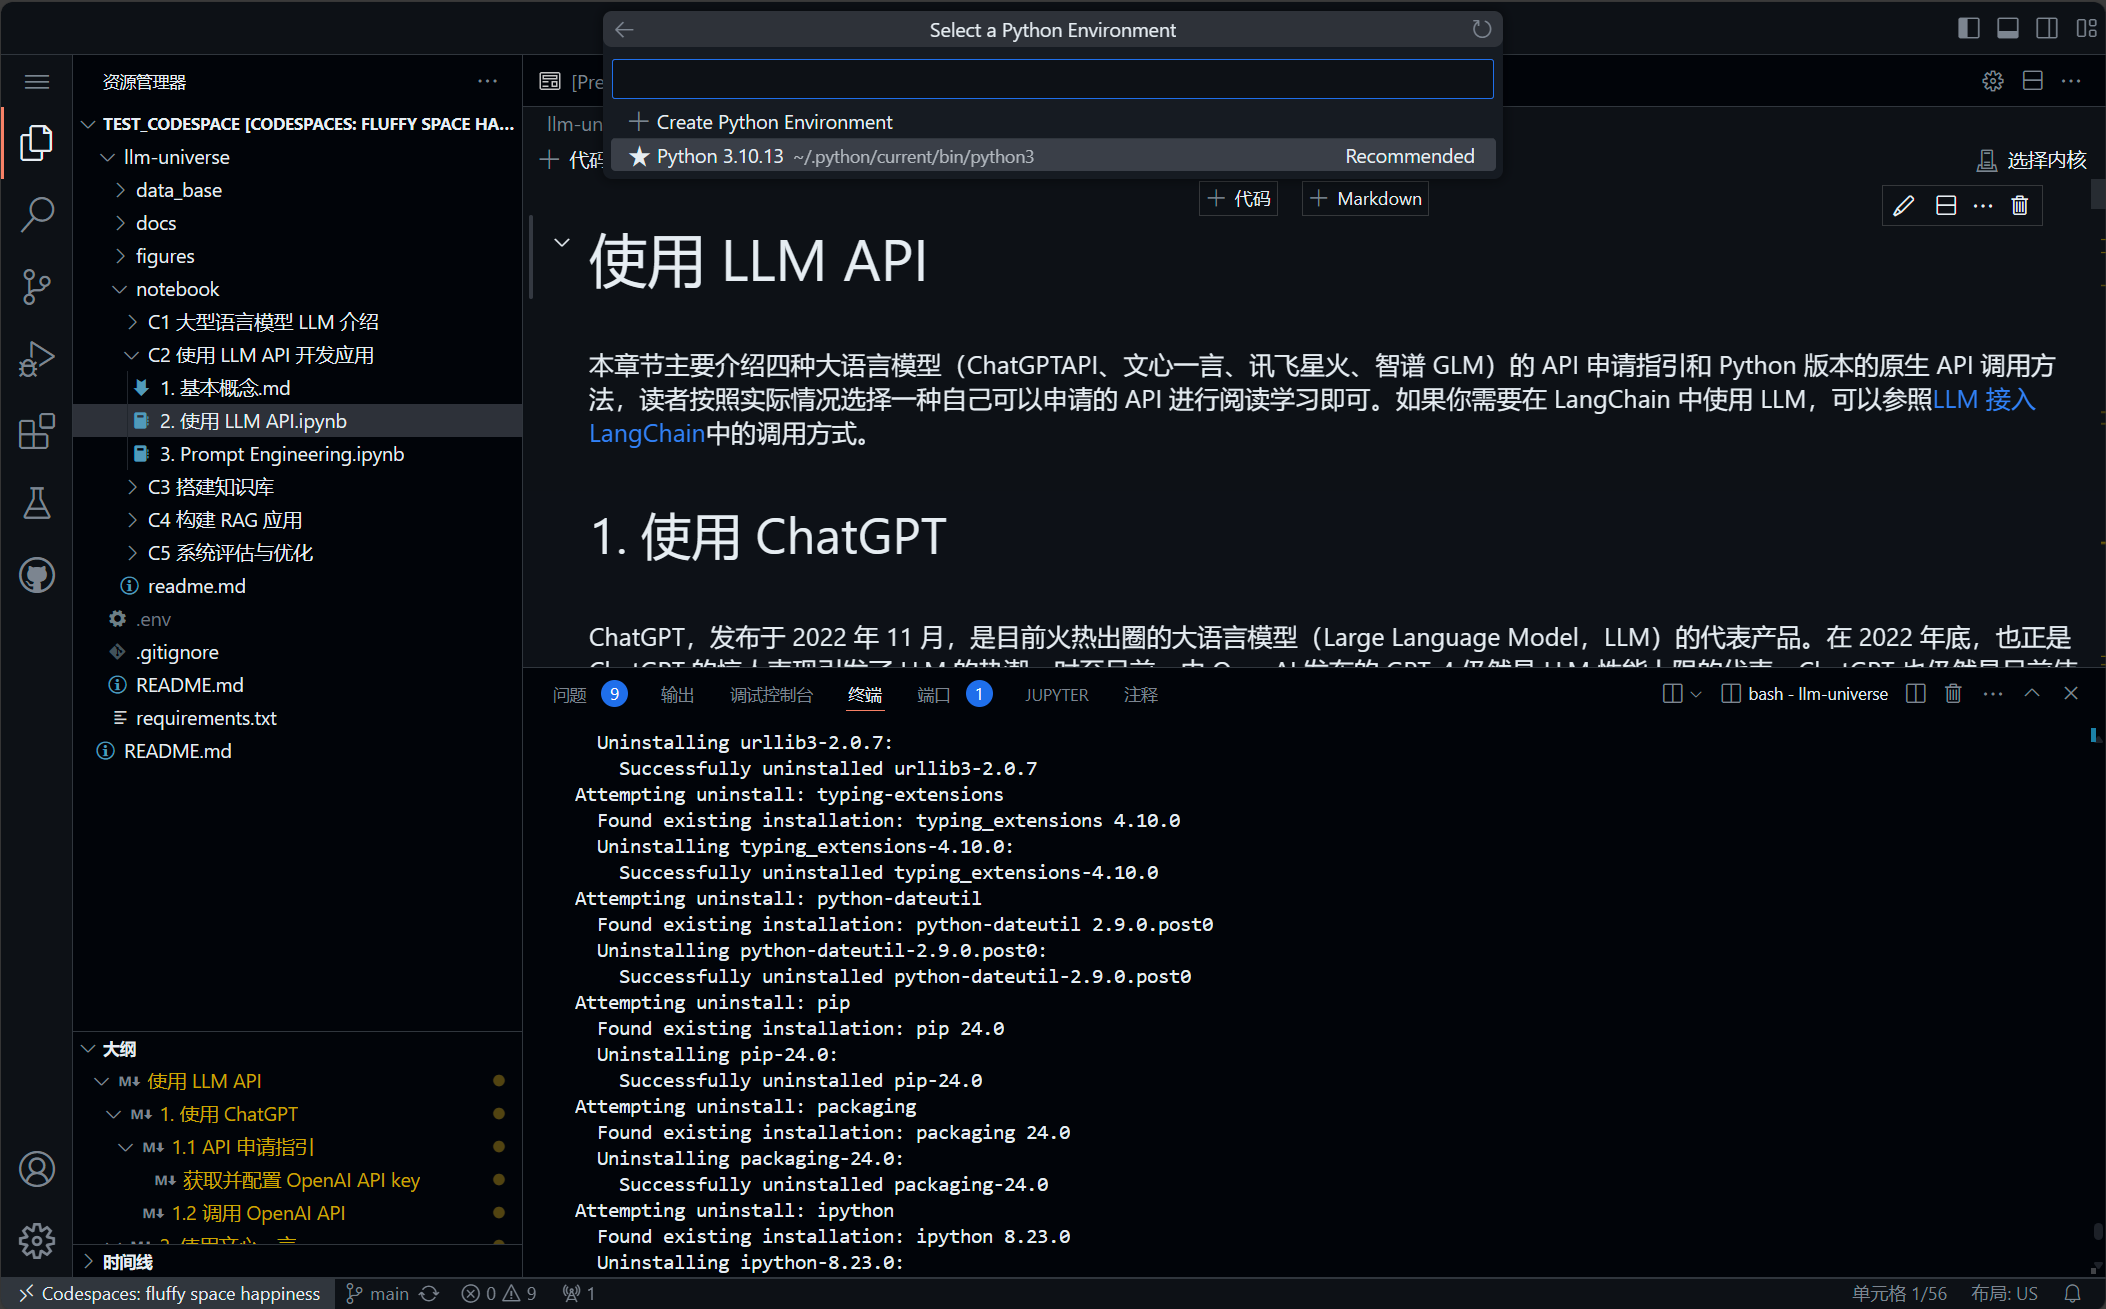 Select a Python Environment
Create Python Environment
Python 3.10.13 ~/.python/current/bin/python3 Recommended
资源管理器
TEST_CODESPACE [CODESPACES: FLUFFY SPACE HA...
llm-universe
data_base
docs
figures
notebook
C1 大型语言模型 LLM 介绍
C2 使用 LLM API 开发应用
1. 基本概念.md
2. 使用 LLM API.ipynb
3. Prompt Engineering.ipynb
C3 搭建知识库
C4 构建 RAG 应用
C5 系统评估与优化
readme.md
.env
.gitignore
README.md
requirements.txt
README.md
大纲
使用 LLM API
1. 使用 ChatGPT
1.1 API 申请指引
获取并配置 OpenAI API key
1.2 调用 OpenAI API
时间线
[Pre
llm-un
代码
选择内核
代码 Markdown
使用 LLM API
本章节主要介绍四种大语言模型（ChatGPTAPI、文心一言、讯飞星火、智谱 GLM）的 API 申请指引和 Python 版本的原生 API 调用方
法，读者按照实际情况选择一种自己可以申请的 API 进行阅读学习即可。如果你需要在 LangChain 中使用 LLM，可以参照LLM 接入
LangChain中的调用方式。
1. 使用 ChatGPT
ChatGPT，发布于 2022 年 11 月，是目前火热出圈的大语言模型（Large Language Model，LLM）的代表产品。在 2022 年底，也正是
问题 9 输出 调试控制台 终端 端口 1 JUPYTER 注释
bash - llm-universe
Uninstalling urllib3-2.0.7:
Successfully uninstalled urllib3-2.0.7
Attempting uninstall: typing-extensions
Found existing installation: typing_extensions 4.10.0
Uninstalling typing_extensions-4.10.0:
Successfully uninstalled typing_extensions-4.10.0
Attempting uninstall: python-dateutil
Found existing installation: python-dateutil 2.9.0.post0
Uninstalling python-dateutil-2.9.0.post0:
Successfully uninstalled python-dateutil-2.9.0.post0
Attempting uninstall: pip
Found existing installation: pip 24.0
Uninstalling pip-24.0:
Successfully uninstalled pip-24.0
Attempting uninstall: packaging
Found existing installation: packaging 24.0
Uninstalling packaging-24.0:
Successfully uninstalled packaging-24.0
Attempting uninstall: ipython
Found existing installation: ipython 8.23.0
Uninstalling ipython-8.23.0:
Codespaces: fluffy space happiness main 0 9 1
单元格 1/56 布局: US